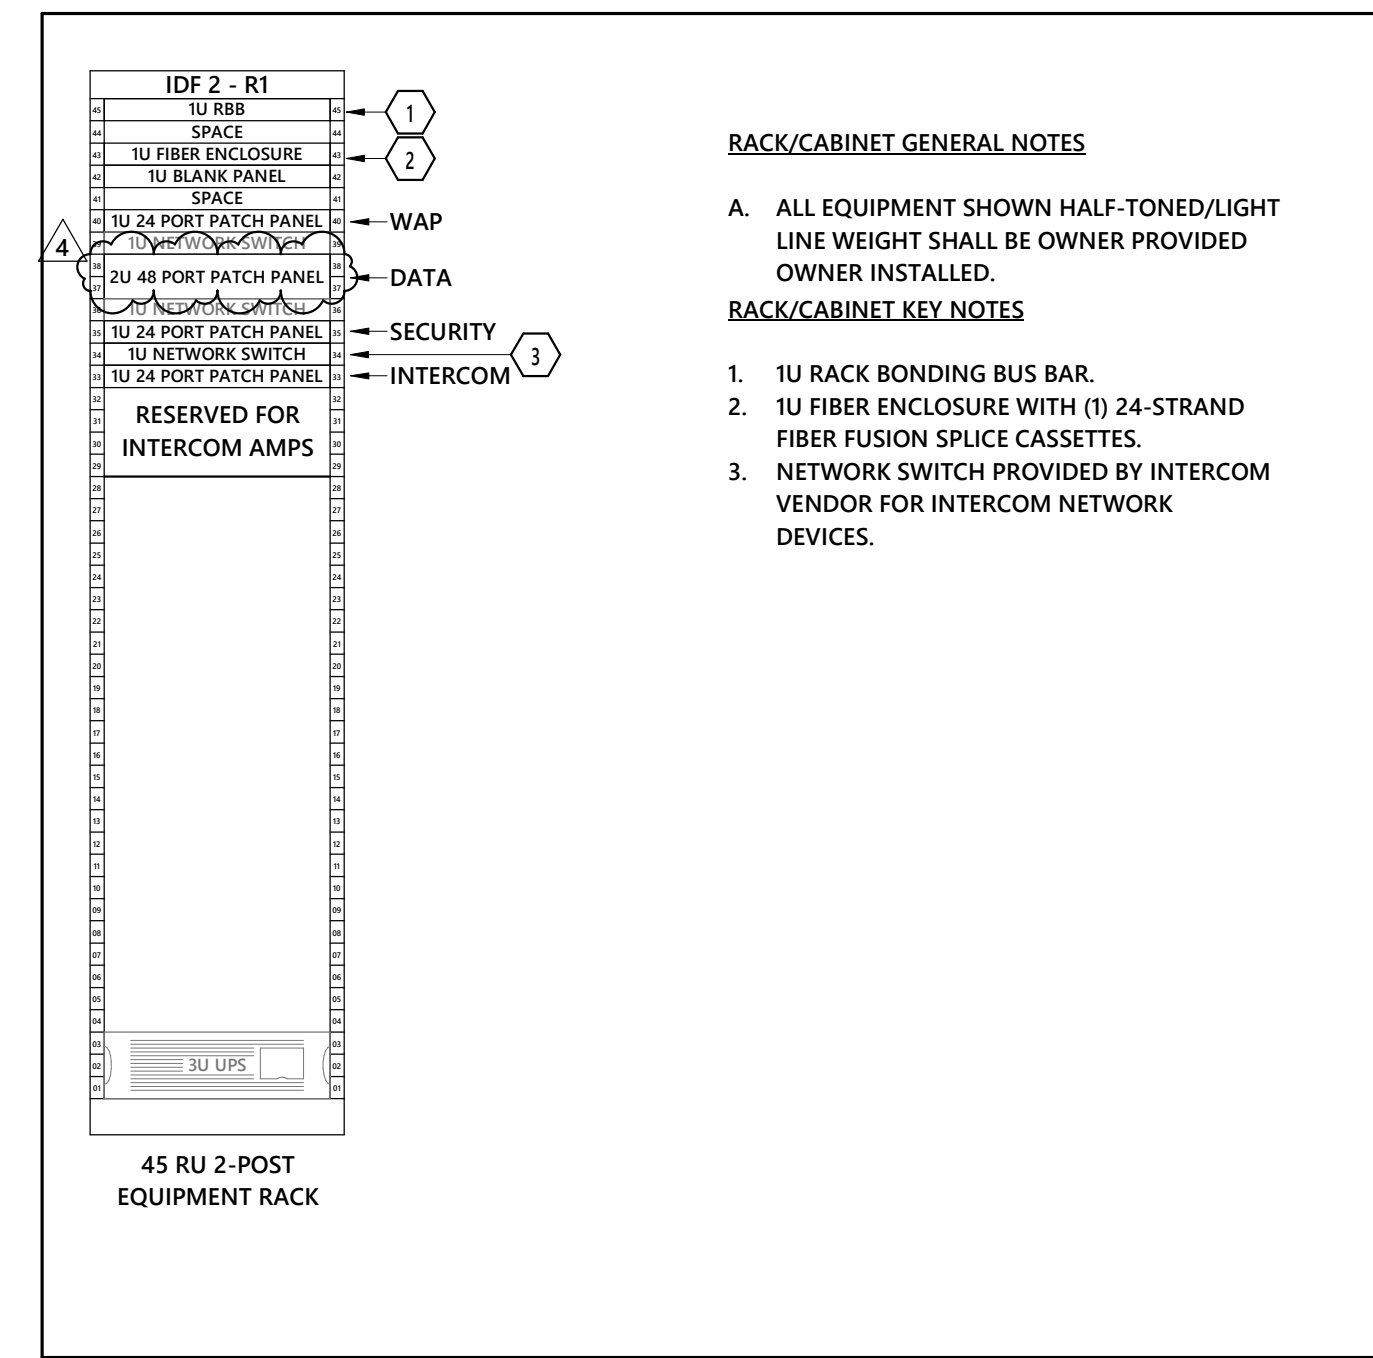 IDF 2 - R1
45 1U RBB 45
1
44 SPACE 44
43 1U FIBER ENCLOSURE 43
2
42 1U BLANK PANEL 42
41 SPACE 41
40 1U 24 PORT PATCH PANEL 40 WAP
4
39 1U NETWORK SWITCH 39
38 38
2U 48 PORT PATCH PANEL DATA
37 37
36 1U NETWORK SWITCH 36
35 1U 24 PORT PATCH PANEL 35 SECURITY
34 1U NETWORK SWITCH 34
3
33 1U 24 PORT PATCH PANEL 33 INTERCOM
32 32
RESERVED FOR
31 31
30 30
INTERCOM AMPS
29 29
28 28
27 27
26 26
25 25
24 24
23 23
22 22
21 21
20 20
19 19
18 18
17 17
16 16
15 15
14 14
13 13
12 12
11 11
10 10
09 09
08 08
07 07
06 06
05 05
04 04
03 03
02 3U UPS 02
01 01
45 RU 2-POST
EQUIPMENT RACK
RACK/CABINET GENERAL NOTES
A. ALL EQUIPMENT SHOWN HALF-TONED/LIGHT
LINE WEIGHT SHALL BE OWNER PROVIDED
OWNER INSTALLED.
RACK/CABINET KEY NOTES
1. 1U RACK BONDING BUS BAR.
2. 1U FIBER ENCLOSURE WITH (1) 24-STRAND
FIBER FUSION SPLICE CASSETTES.
3. NETWORK SWITCH PROVIDED BY INTERCOM
VENDOR FOR INTERCOM NETWORK
DEVICES.